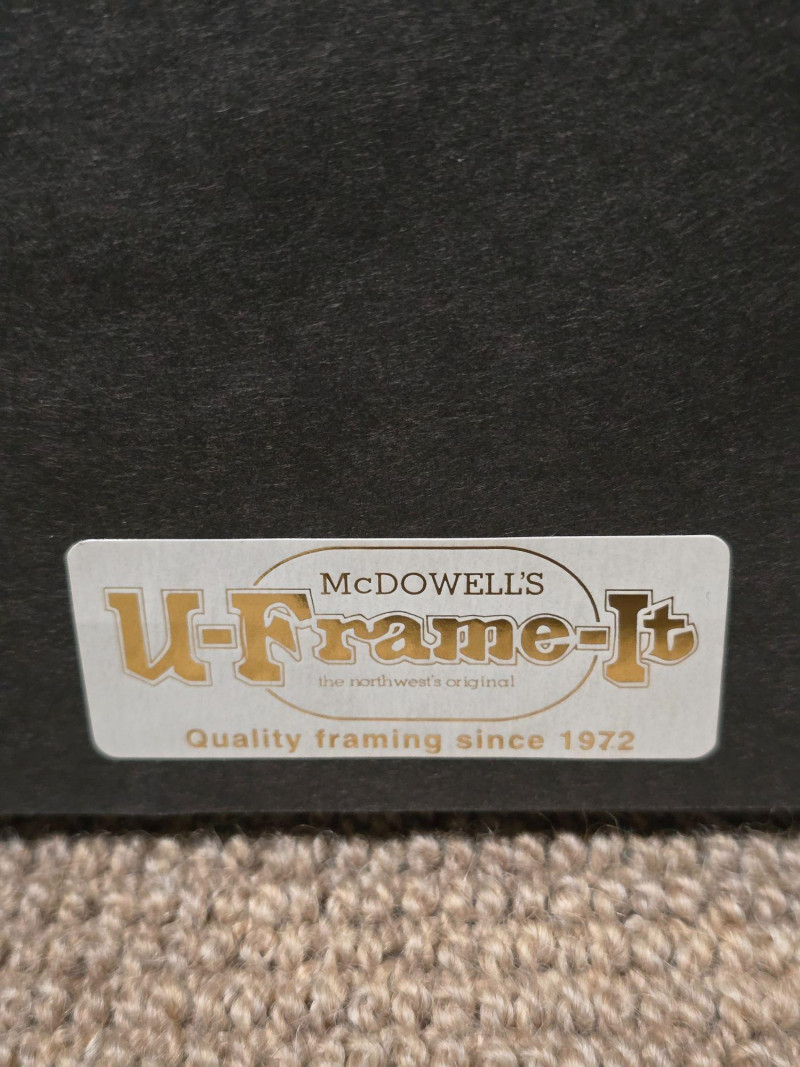 McDOWELL'S
U-Frame-It
the northwest's original
Quality framing since 1972